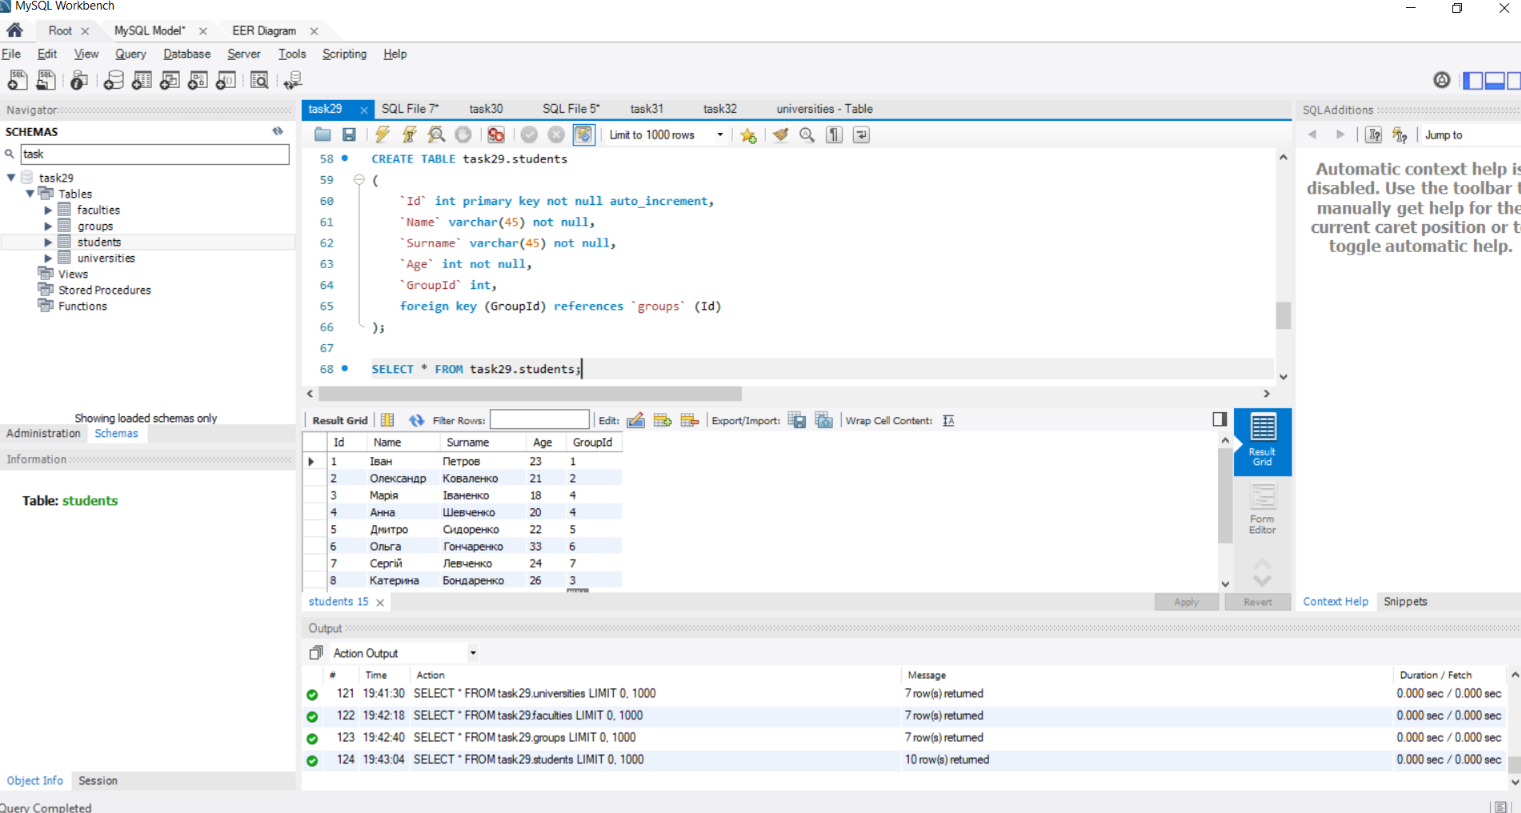 MySQL Workbench
Root MySQL Model* EER Diagram
File Edit View Query Database Server Tools Scripting Help
Navigator
SCHEMAS
task
task29
Tables
faculties
groups
students
universities
Views
Stored Procedures
Functions
Showing loaded schemas only
Administration Schemas
Information
Table: students
Object Info Session
Query Completed
task29 SQL File 7* task30 SQL File 5* task31 task32 universities - Table
Limit to 1000 rows
58 CREATE TABLE task29.students
59 (
60 `Id` int primary key not null auto_increment,
61 `Name` varchar(45) not null,
62 `Surname` varchar(45) not null,
63 `Age` int not null,
64 `GroupId` int,
65 foreign key (GroupId) references `groups` (Id)
66 );
67
68 SELECT * FROM task29.students;
Result Grid Filter Rows: Edit: Export/Import: Wrap Cell Content:
Id Name Surname Age GroupId
1 Іван Петров 23 1
2 Олександр Коваленко 21 2
3 Марія Іваненко 18 4
4 Анна Шевченко 20 4
5 Дмитро Сидоренко 22 5
6 Ольга Гончаренко 33 6
7 Сергій Левченко 24 7
8 Катерина Бондаренко 26 3
Result
Grid
Form
Editor
students 15 Apply Revert
Output
Action Output
# Time Action Message Duration / Fetch
121 19:41:30 SELECT * FROM task29.universities LIMIT 0, 1000 7 row(s) returned 0.000 sec / 0.000 sec
122 19:42:18 SELECT * FROM task29.faculties LIMIT 0, 1000 7 row(s) returned 0.000 sec / 0.000 sec
123 19:42:40 SELECT * FROM task29.groups LIMIT 0, 1000 7 row(s) returned 0.000 sec / 0.000 sec
124 19:43:04 SELECT * FROM task29.students LIMIT 0, 1000 10 row(s) returned 0.000 sec / 0.000 sec
SQLAdditions
Jump to
Automatic context help is
disabled. Use the toolbar
manually get help for the
current caret position or
toggle automatic help.
Context Help Snippets